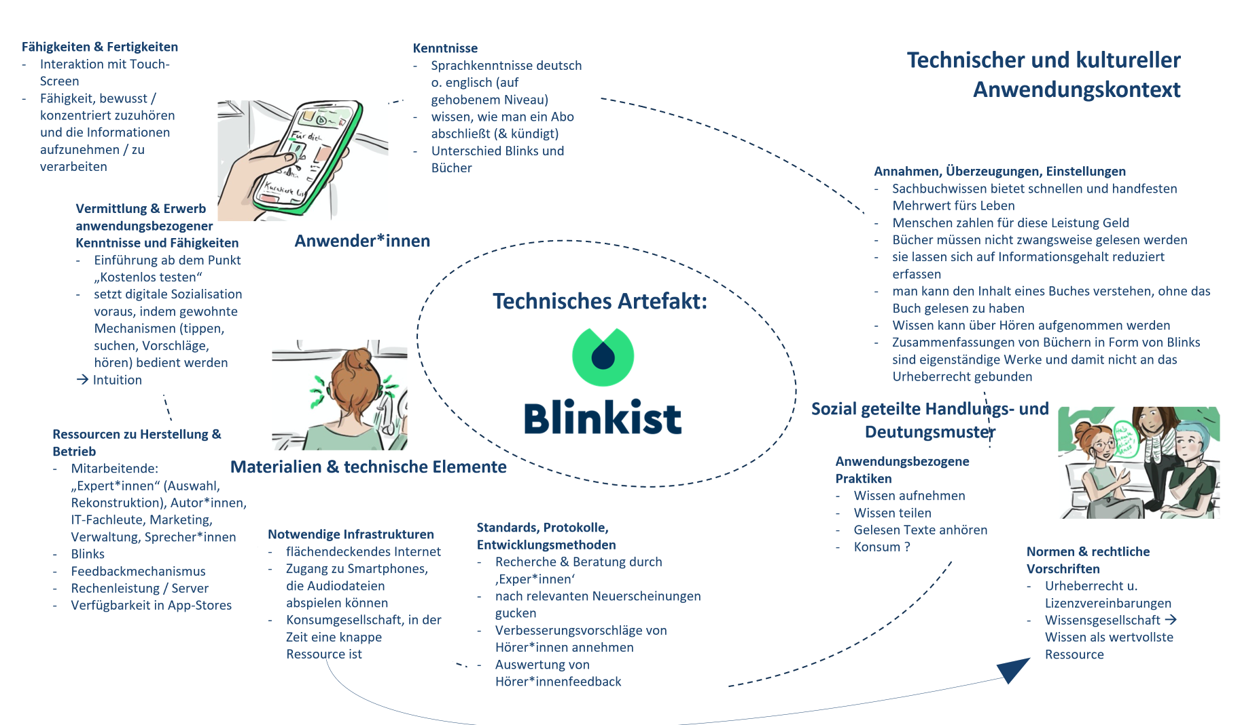 Technischer und kultureller
Anwendungskontext
Fähigkeiten & Fertigkeiten
- Interaktion mit Touch-
Screen
- Fähigkeit, bewusst /
konzentriert zuzuhören
und die Informationen
aufzunehmen / zu
verarbeiten
Kenntnisse
- Sprachkenntnisse deutsch
o. englisch (auf
gehobenem Niveau)
- wissen, wie man ein Abo
abschließt (& kündigt)
- Unterschied Blinks und
Bücher
Für dich
Vermittlung & Erwerb
anwendungsbezogener
Kenntnisse und Fähigkeiten
- Einführung ab dem Punkt
„Kostenlos testen“
- setzt digitale Sozialisation
voraus, indem gewohnte
Mechanismen (tippen,
suchen, Vorschläge,
hören) bedient werden
→ Intuition
Anwender*innen
Technisches Artefakt:
Blinkist
Annahmen, Überzeugungen, Einstellungen
- Sachbuchwissen bietet schnellen und handfesten
Mehrwert fürs Leben
- Menschen zahlen für diese Leistung Geld
- Bücher müssen nicht zwangsweise gelesen werden
- sie lassen sich auf Informationsgehalt reduziert
erfassen
- man kann den Inhalt eines Buches verstehen, ohne das
Buch gelesen zu haben
- Wissen kann über Hören aufgenommen werden
- Zusammenfassungen von Büchern in Form von Blinks
sind eigenständige Werke und damit nicht an das
Urheberrecht gebunden
Sozial geteilte Handlungs- und
Deutungsmuster
Anwendungsbezogene
Praktiken
- Wissen aufnehmen
- Wissen teilen
- Gelesen Texte anhören
- Konsum ?
Normen & rechtliche
Vorschriften
- Urheberrecht u.
Lizenzvereinbarungen
- Wissensgesellschaft →
Wissen als wertvollste
Ressource
Materialien & technische Elemente
Ressourcen zu Herstellung &
Betrieb
- Mitarbeitende:
„Expert*innen“ (Auswahl,
Rekonstruktion), Autor*innen,
IT-Fachleute, Marketing,
Verwaltung, Sprecher*innen
- Blinks
- Feedbackmechanismus
- Rechenleistung / Server
- Verfügbarkeit in App-Stores
Notwendige Infrastrukturen
- flächendeckendes Internet
- Zugang zu Smartphones,
die Audiodateien
abspielen können
- Konsumgesellschaft, in der
Zeit eine knappe
Ressource ist
Standards, Protokolle,
Entwicklungsmethoden
- Recherche & Beratung durch
‚Exper*innen‘
- nach relevanten Neuerscheinungen
gucken
- Verbesserungsvorschläge von
Hörer*innen annehmen
- Auswertung von
Hörer*innenfeedback